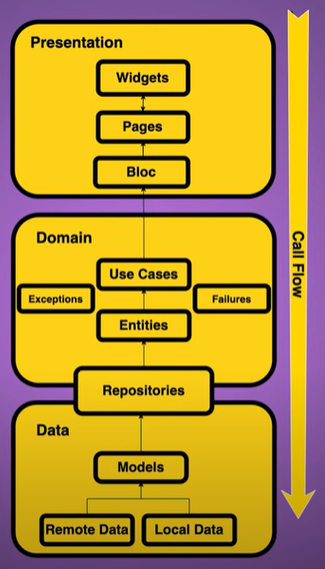 Presentation
Widgets
Pages
Bloc
Domain
Use Cases
Exceptions
Failures
Entities
Repositories
Data
Models
Remote Data
Local Data
Call Flow